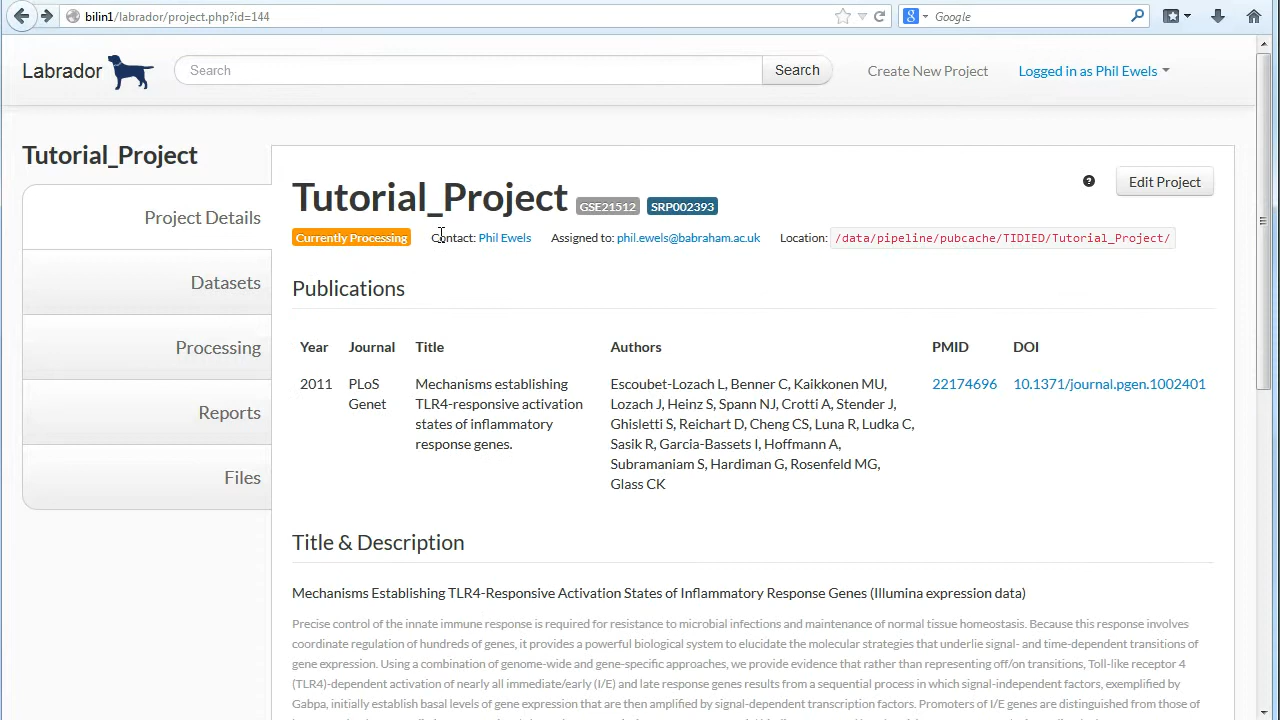 bilin1/labrador/project.php?id=144
Google
Labrador
Search
Search
Create New Project
Logged in as Phil Ewels
Tutorial_Project
Project Details
Datasets
Processing
Reports
Files
Tutorial_Project GSE21512 SRP002393
Edit Project
Currently Processing Contact: Phil Ewels Assigned to: phil.ewels@babraham.ac.uk Location: /data/pipeline/pubcache/TIDIED/Tutorial_Project/
Publications
Year Journal Title Authors PMID DOI
2011 PLoS Mechanisms establishing Escoubet-Lozach L, Benner C, Kaikkonen MU, 22174696 10.1371/journal.pgen.1002401
Genet TLR4-responsive activation Lozach J, Heinz S, Spann NJ, Crotti A, Stender J,
states of inflammatory Ghisletti S, Reichart D, Cheng CS, Luna R, Ludka C,
response genes. Sasik R, Garcia-Bassets I, Hoffmann A,
Subramaniam S, Hardiman G, Rosenfeld MG,
Glass CK
Title & Description
Mechanisms Establishing TLR4-Responsive Activation States of Inflammatory Response Genes (Illumina expression data)
Precise control of the innate immune response is required for resistance to microbial infections and maintenance of normal tissue homeostasis. Because this response involves
coordinate regulation of hundreds of genes, it provides a powerful biological system to elucidate the molecular strategies that underlie signal- and time-dependent transitions of
gene expression. Using a combination of genome-wide and gene-specific approaches, we provide evidence that rather than representing off/on transitions, Toll-like receptor 4
(TLR4)-dependent activation of nearly all immediate/early (I/E) and late response genes results from a sequential process in which signal-independent factors, exemplified by
Gabpa, initially establish basal levels of gene expression that are then amplified by signal-dependent transcription factors. Promoters of I/E genes are distinguished from those of